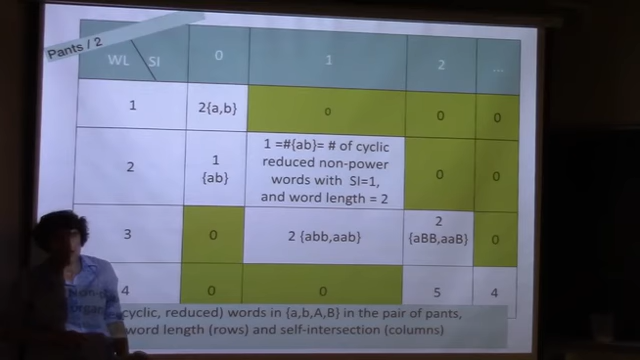 Pants / 2
WL SI 0 1 2 ...
1 2{a,b} 0 0 0
2 1 {ab} 1 =#{ab}= # of cyclic reduced non-power words with SI=1, and word length = 2 0 0
3 0 2 {abb,aab} 2 {aBB,aaB} 0
4 0 0 5 4
cyclic, reduced) words in {a,b,A,B} in the pair of pants,
word length (rows) and self-intersection (columns)